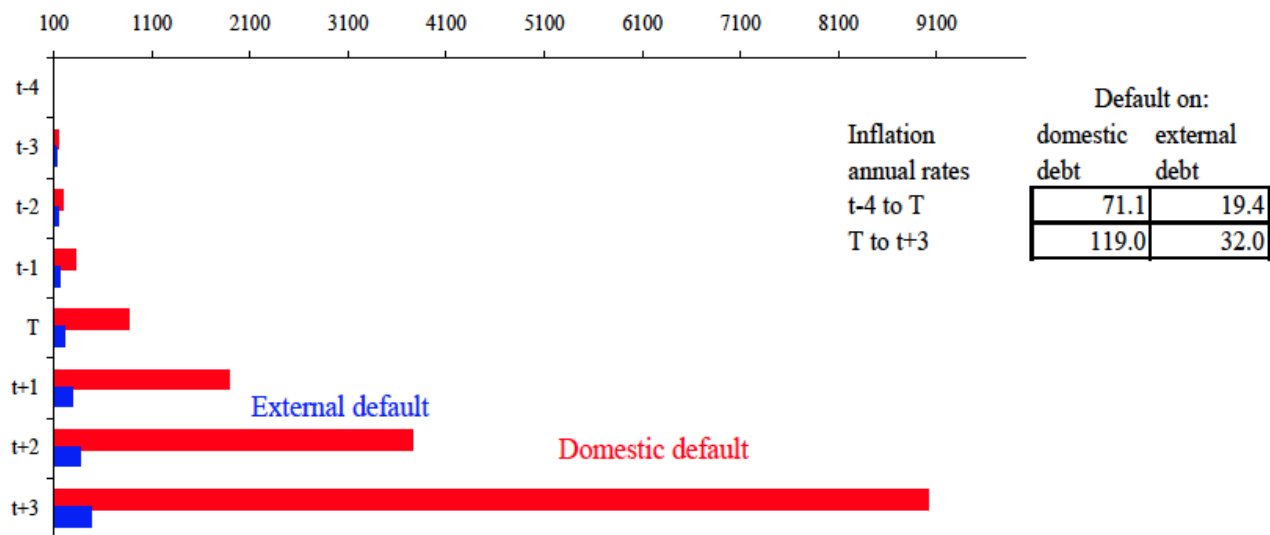 100 1100 2100 3100 4100 5100 6100 7100 8100 9100
t-4
t-3
t-2
t-1
T
t+1
t+2
t+3
External default
Domestic default
Default on:
Inflation domestic external
annual rates debt debt
t-4 to T 71.1 19.4
T to t+3 119.0 32.0